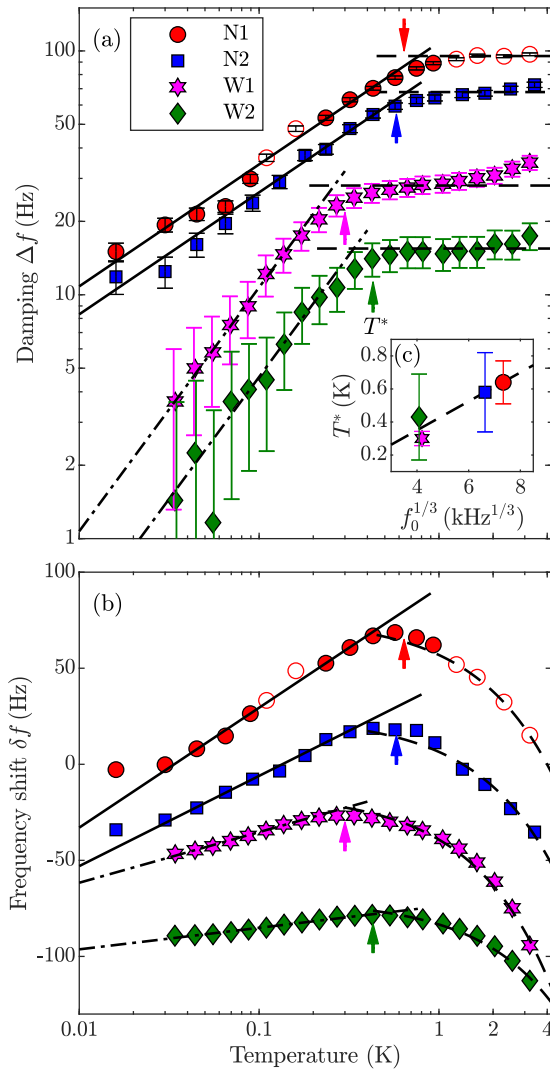 (a)
N1
N2
W1
W2
100
50
20
10
5
2
1
Damping Δf (Hz)
T*
(c)
0.8
0.6
0.4
0.2
T* (K)
4
6
8
f₀^{1/3} (kHz^{1/3})
(b)
100
50
0
-50
-100
Frequency shift δf (Hz)
0.01
0.1
1
2
4
Temperature (K)